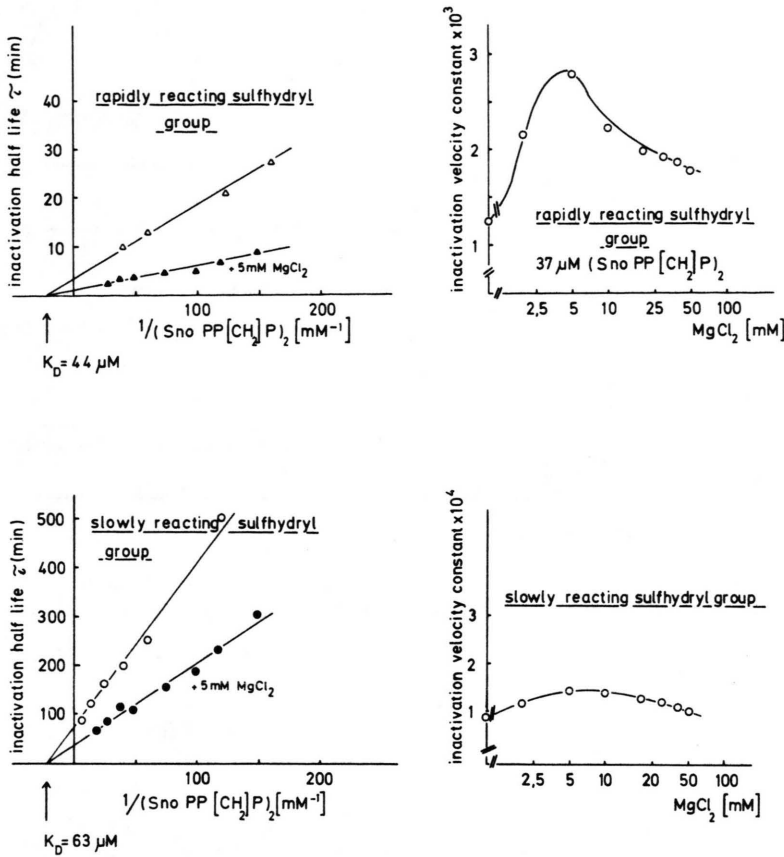 inactivation half life τ (min)
40
30
20
10
rapidly reacting sulfhydryl
group
+ 5mM MgCl2
100
200
1/(Sno PP[CH2]P)2 [mM-1]
KD = 44 µM
inactivation velocity constant x10^3
3
2
1
rapidly reacting sulfhydryl
group
37 µM (Sno PP[CH2]P)2
2,5
5
10
25
50
100
MgCl2 [mM]
inactivation half life τ (min)
500
300
200
100
slowly reacting sulfhydryl
group
+ 5mM MgCl2
100
200
1/(Sno PP[CH2]P)2 [mM-1]
KD = 63 µM
inactivation velocity constant x10^4
3
2
1
slowly reacting sulfhydryl group
2,5
5
10
20
50
100
MgCl2 [mM]